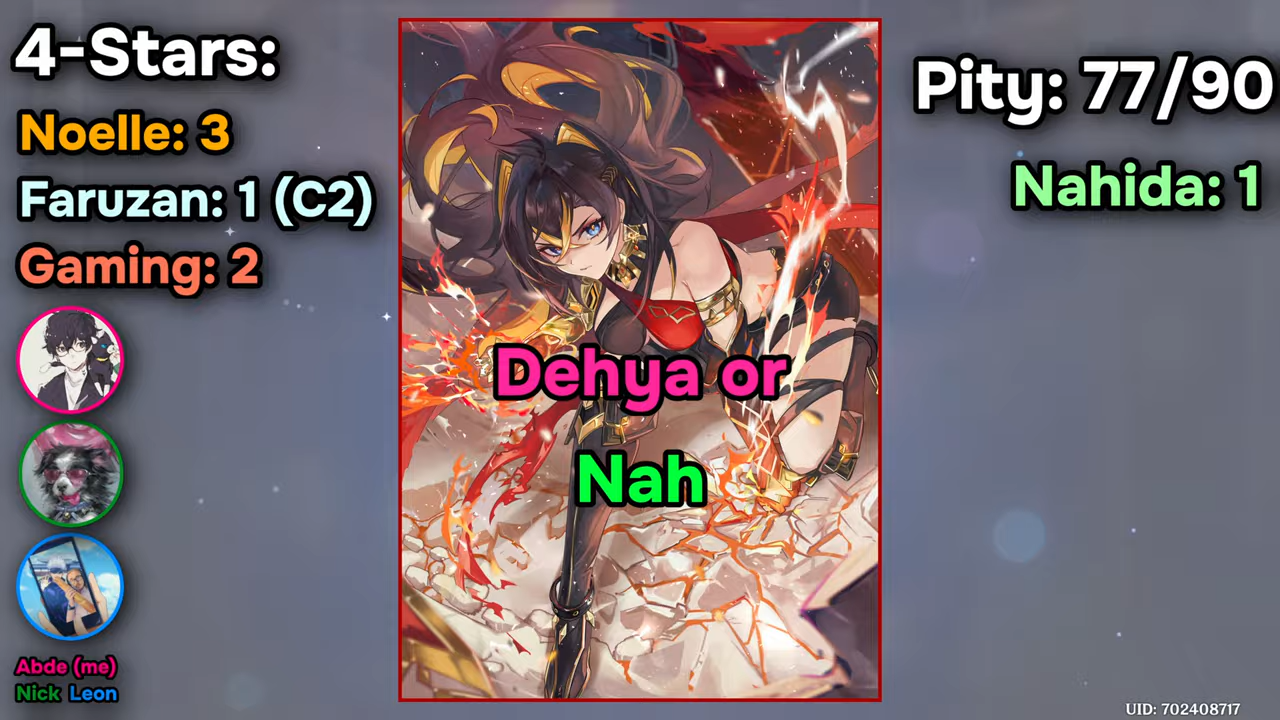 4-Stars:
Noelle: 3
Faruzan: 1 (C2)
Gaming: 2
Abde (me)
Nick Leon
Dehya or
Nah
Pity: 77/90
Nahida: 1
UID: 702408717